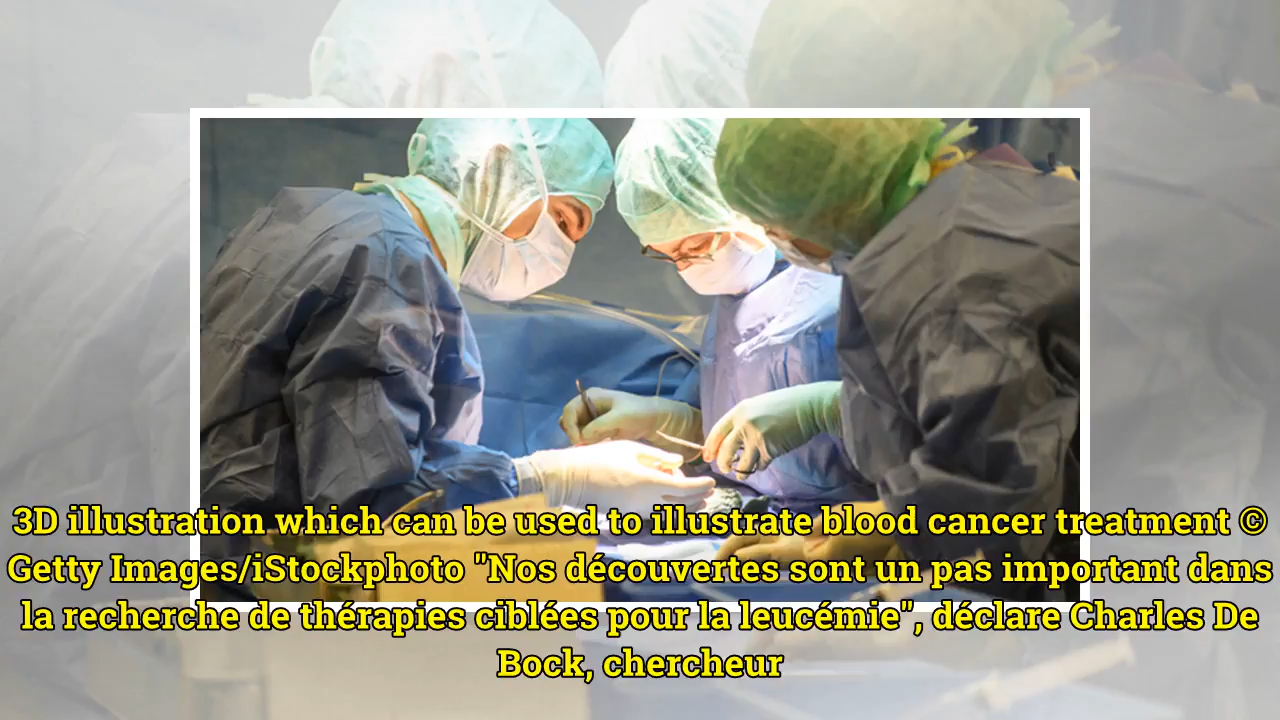 3D illustration which can be used to illustrate blood cancer treatment ©
Getty Images/iStockphoto "Nos découvertes sont un pas important dans
la recherche de thérapies ciblées pour la leucémie", déclare Charles De
Bock, chercheur